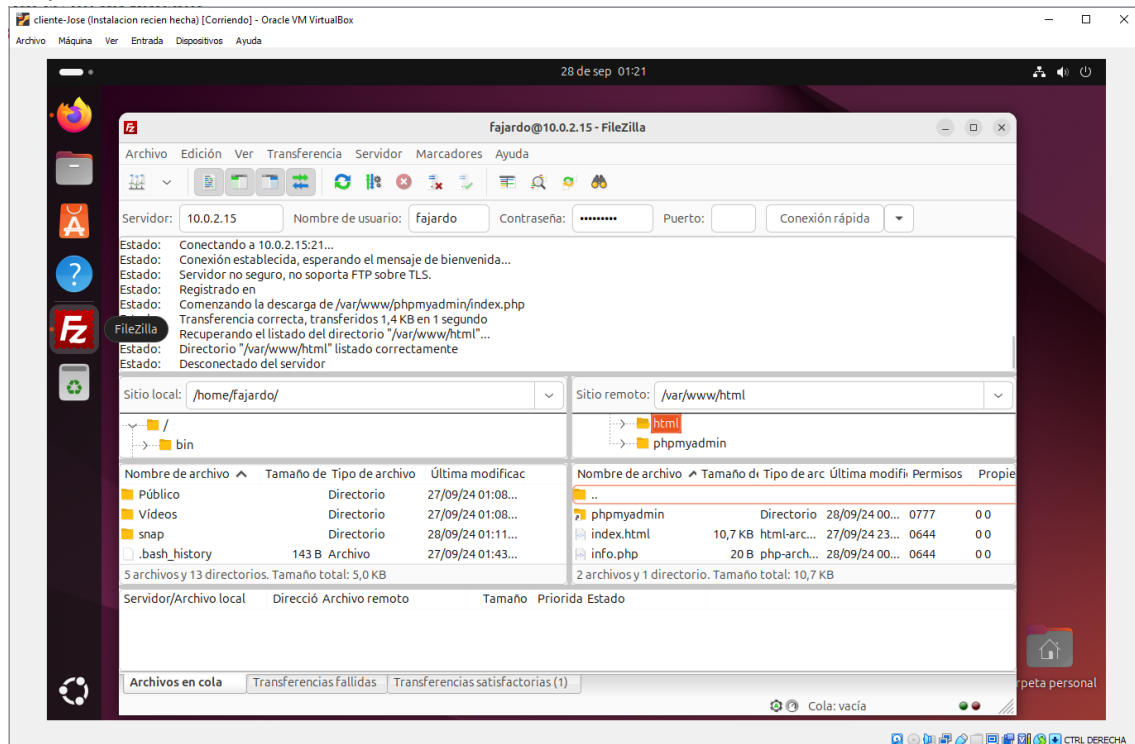 cliente-Jose (Instalacion recien hecha) [Corriendo] - Oracle VM VirtualBox
Archivo Máquina Ver Entrada Dispositivos Ayuda
28 de sep 01:21
fajardo@10.0.2.15 - FileZilla
Archivo Edición Ver Transferencia Servidor Marcadores Ayuda
Servidor: 10.0.2.15 Nombre de usuario: fajardo Contraseña: ••••••••• Puerto: Conexión rápida
Estado: Conectando a 10.0.2.15:21...
Estado: Conexión establecida, esperando el mensaje de bienvenida...
Estado: Servidor no seguro, no soporta FTP sobre TLS.
Estado: Registrado en
Estado: Comenzando la descarga de /var/www/phpmyadmin/index.php
Transferencia correcta, transferidos 1,4 KB en 1 segundo
FileZilla
Recuperando el listado del directorio "/var/www/html"...
Estado: Directorio "/var/www/html" listado correctamente
Estado: Desconectado del servidor
Sitio local: /home/fajardo/
Sitio remoto: /var/www/html
/
bin
html
phpmyadmin
Nombre de archivo Tamaño de Tipo de archivo Última modificac
Público Directorio 27/09/24 01:08...
Vídeos Directorio 27/09/24 01:08...
snap Directorio 28/09/24 01:11...
.bash_history 143 B Archivo 27/09/24 01:43...
5 archivos y 13 directorios. Tamaño total: 5,0 KB
Nombre de archivo Tamaño de Tipo de arc Última modifi Permisos Propie
..
phpmyadmin Directorio 28/09/24 00... 0777 0 0
index.html 10,7 KB html-arc... 27/09/24 23... 0644 0 0
info.php 20 B php-arch... 28/09/24 00... 0644 0 0
2 archivos y 1 directorio. Tamaño total: 10,7 KB
Servidor/Archivo local Direcció Archivo remoto Tamaño Priorida Estado
Archivos en cola Transferencias fallidas Transferencias satisfactorias (1)
Cola: vacía
rpeta personal
CTRL DERECHA